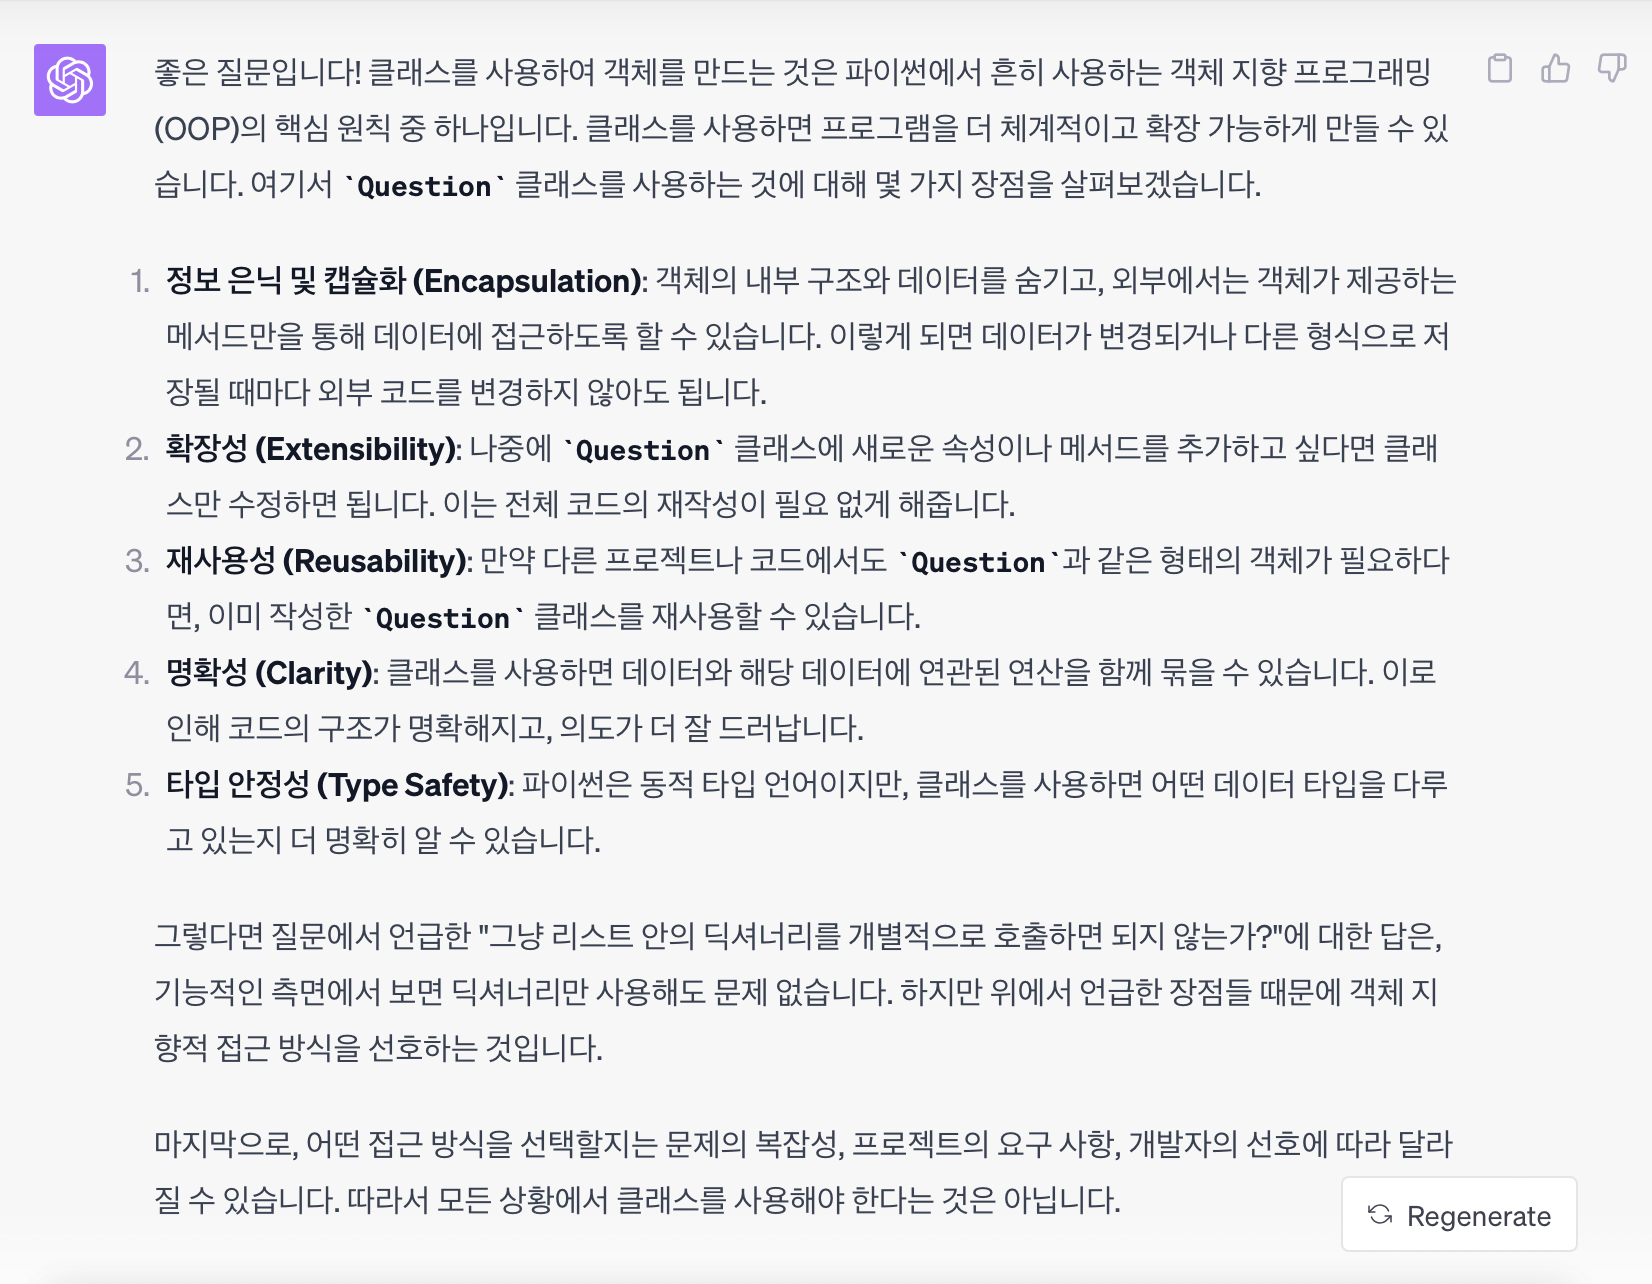 좋은 질문입니다! 클래스를 사용하여 객체를 만드는 것은 파이썬에서 흔히 사용하는 객체 지향 프로그래밍
(OOP)의 핵심 원칙 중 하나입니다. 클래스를 사용하면 프로그램을 더 체계적이고 확장 가능하게 만들 수 있
습니다. 여기서 `Question` 클래스를 사용하는 것에 대해 몇 가지 장점을 살펴보겠습니다.
1. 정보 은닉 및 캡슐화 (Encapsulation): 객체의 내부 구조와 데이터를 숨기고, 외부에서는 객체가 제공하는
메서드만을 통해 데이터에 접근하도록 할 수 있습니다. 이렇게 되면 데이터가 변경되거나 다른 형식으로 저
장될 때마다 외부 코드를 변경하지 않아도 됩니다.
2. 확장성 (Extensibility): 나중에 `Question` 클래스에 새로운 속성이나 메서드를 추가하고 싶다면 클래
스만 수정하면 됩니다. 이는 전체 코드의 재작성이 필요 없게 해줍니다.
3. 재사용성 (Reusability): 만약 다른 프로젝트나 코드에서도 `Question`과 같은 형태의 객체가 필요하다
면, 이미 작성한 `Question` 클래스를 재사용할 수 있습니다.
4. 명확성 (Clarity): 클래스를 사용하면 데이터와 해당 데이터에 연관된 연산을 함께 묶을 수 있습니다. 이로
인해 코드의 구조가 명확해지고, 의도가 더 잘 드러납니다.
5. 타입 안정성 (Type Safety): 파이썬은 동적 타입 언어이지만, 클래스를 사용하면 어떤 데이터 타입을 다루
고 있는지 더 명확히 알 수 있습니다.
그렇다면 질문에서 언급한 "그냥 리스트 안의 딕셔너리를 개별적으로 호출하면 되지 않는가?"에 대한 답은,
기능적인 측면에서 보면 딕셔너리만 사용해도 문제 없습니다. 하지만 위에서 언급한 장점들 때문에 객체 지
향적 접근 방식을 선호하는 것입니다.
마지막으로, 어떤 접근 방식을 선택할지는 문제의 복잡성, 프로젝트의 요구 사항, 개발자의 선호에 따라 달라
질 수 있습니다. 따라서 모든 상황에서 클래스를 사용해야 한다는 것은 아닙니다.
Regenerate